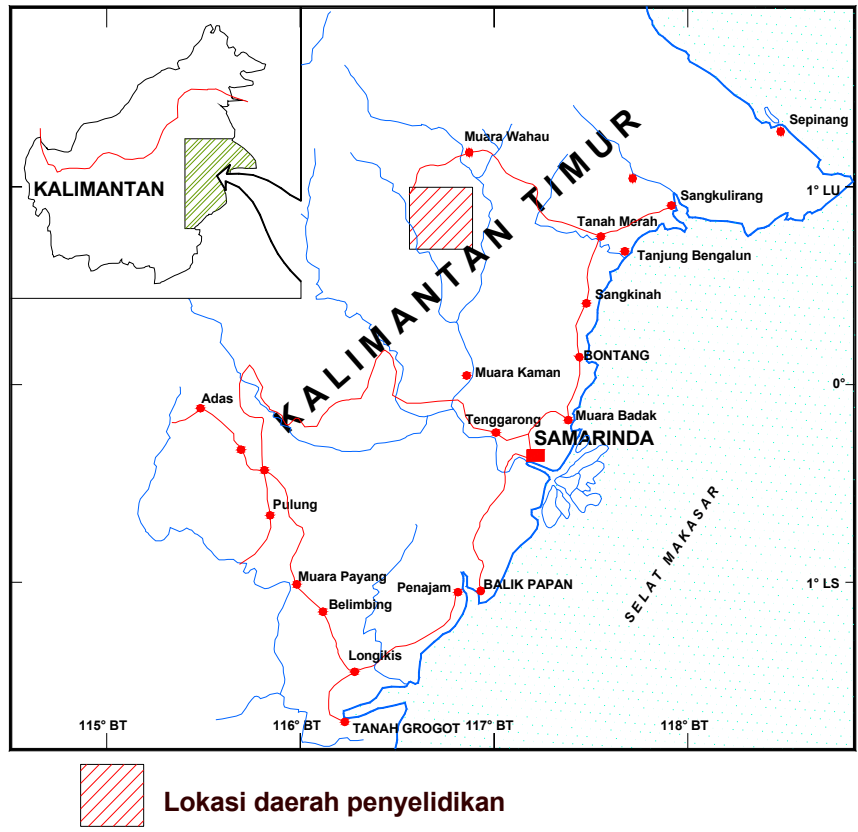 KALIMANTAN
Sepinang
Muara Wahau
KALIMANTAN TIMUR
1° LU
Sangkulirang
Tanah Merah
Tanjung Bengalun
Sangkinah
BONTANG
Muara Kaman
0°
Adas
Tenggarong
Muara Badak
SAMARINDA
Pulung
SELAT MAKASAR
Muara Payang
Penajam
BALIK PAPAN
1° LS
Belimbing
Longikis
115° BT
116° BT
TANAH GROGOT
117° BT
118° BT
Lokasi daerah penyelidikan